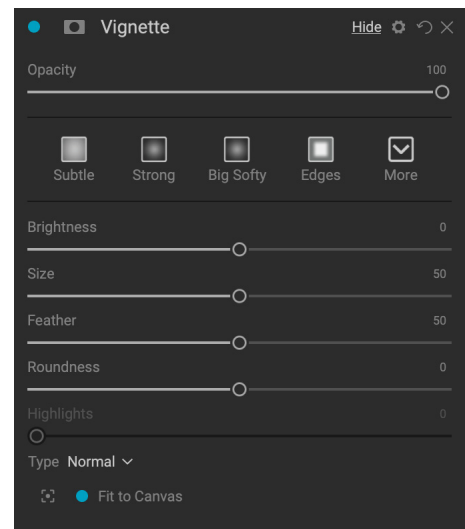 Vignette Hide
Opacity 100
Subtle Strong Big Softy Edges More
Brightness 0
Size 50
Feather 50
Roundness 0
Highlights 0
Type Normal
Fit to Canvas